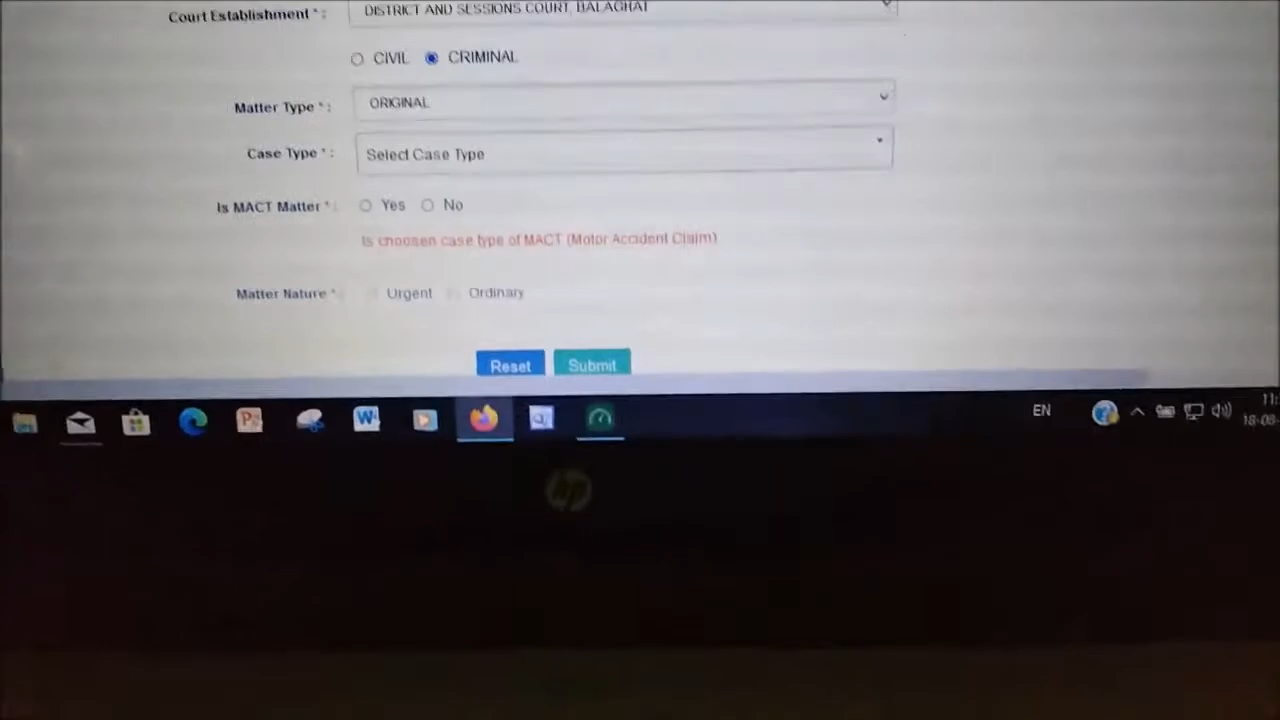 Court Establishment * : DISTRICT AND SESSIONS COURT, BALAGHAT
CIVIL CRIMINAL
Matter Type * : ORIGINAL
Case Type * : Select Case Type
Is MACT Matter * : Yes No
Is choosen case type of MACT (Motor Accident Claim)
Matter Nature * : Urgent Ordinary
Reset Submit
EN
hp